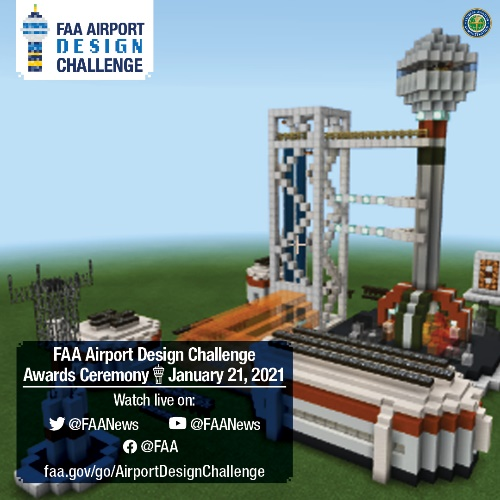 FAA AIRPORT
DESIGN
CHALLENGE
FAA Airport Design Challenge
Awards Ceremony January 21, 2021
Watch live on:
@FAANews @FAANews
@FAA
faa.gov/go/AirportDesignChallenge